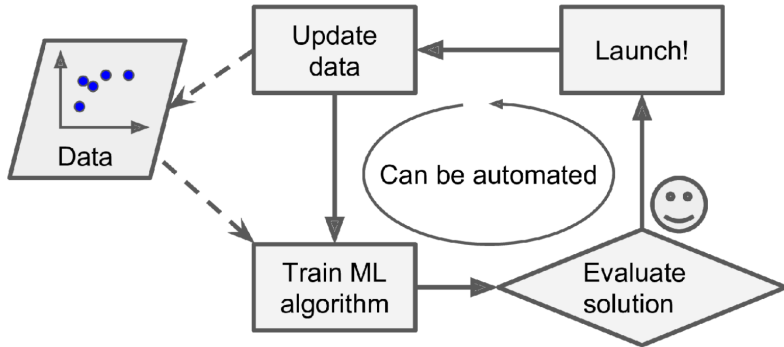 Update
data
Launch!
Data
Can be automated
Train ML
algorithm
Evaluate
solution